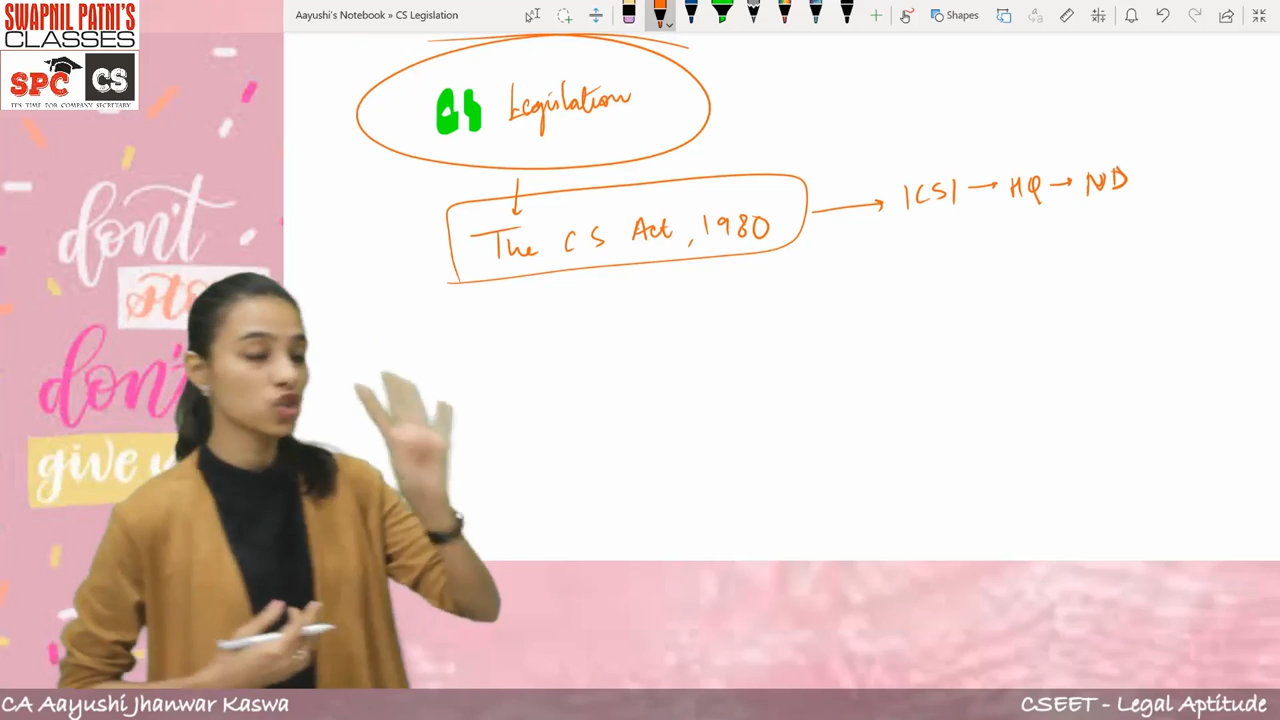 SWAPNIL PATNI'S
CLASSES
SPC CS
IT'S TIME FOR COMPANY SECRETARY
Aayushi's Notebook » CS Legislation
Shapes
CS Legislation
The CS Act, 1980
ICSI → HQ → ND
don't
sto
don't
give u
CA Aayushi Jhanwar Kaswa
CSEET - Legal Aptitude